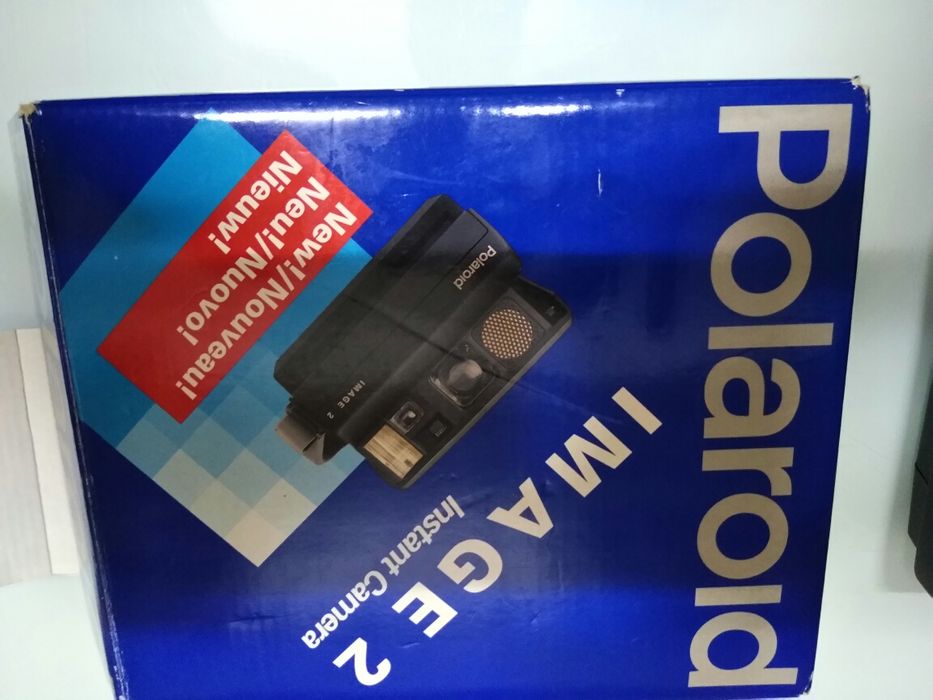 Polaroid
IMAGE 2
Instant Camera
New!/Nouveau!
Neu!/Nuovo!
Nieuw!
Polaroid
IMAGE 2